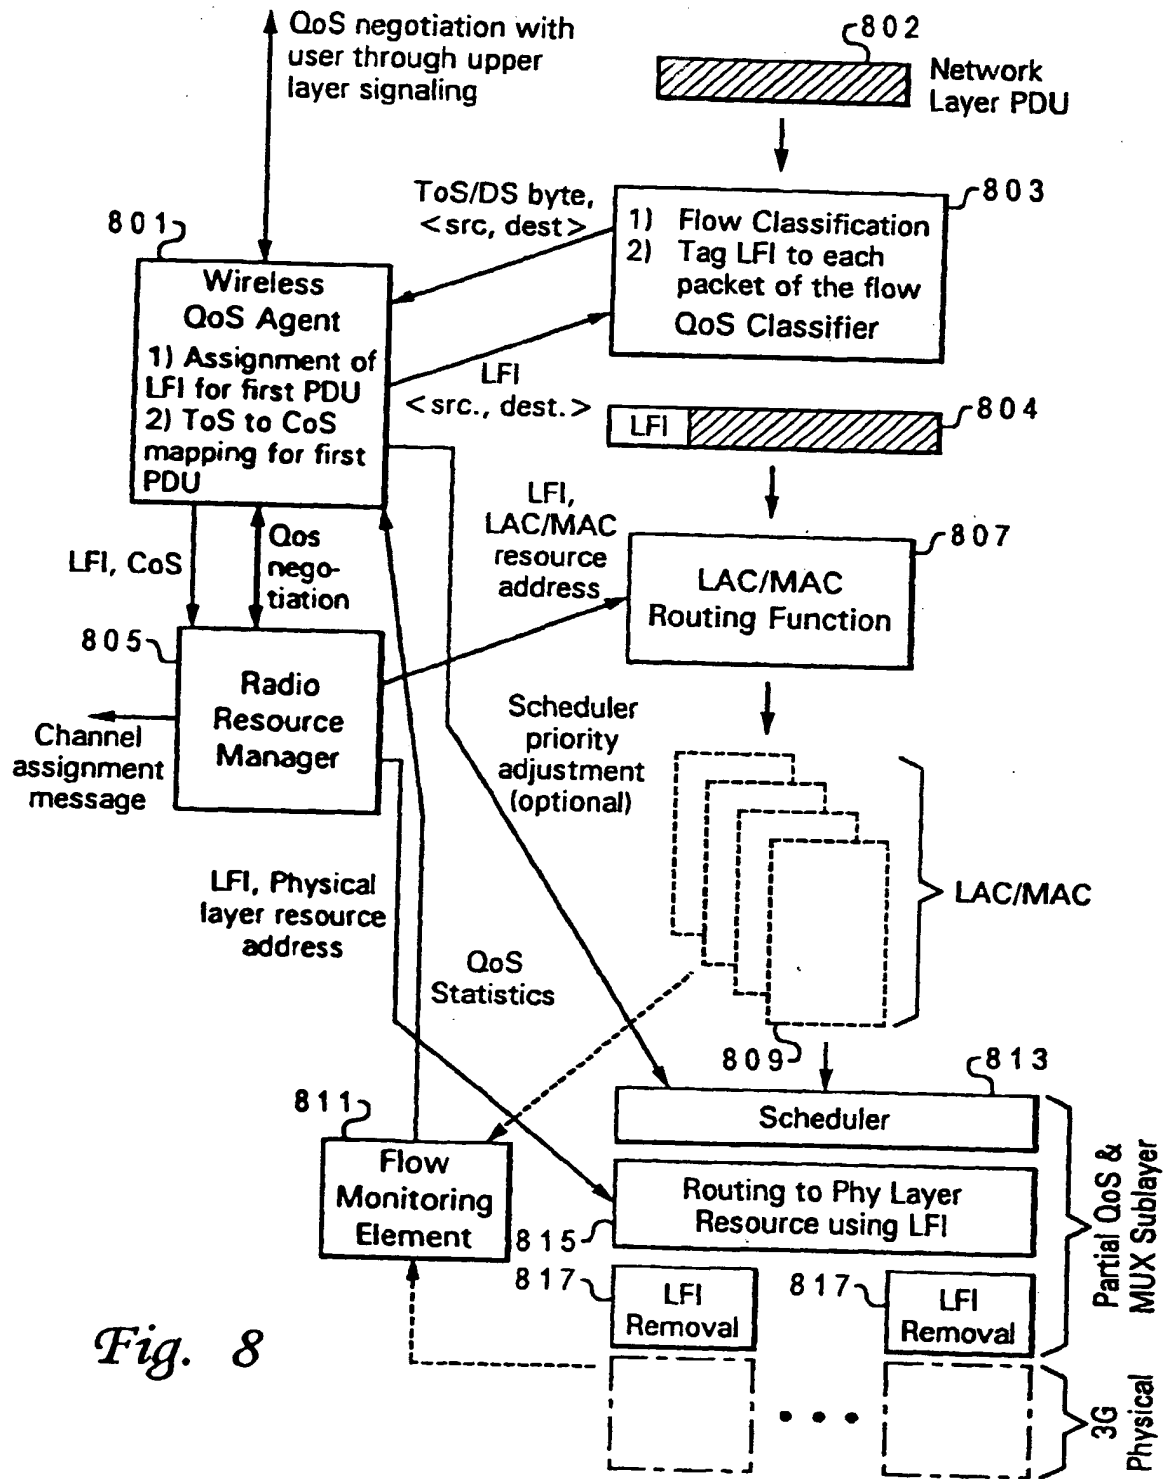 QoS negotiation with
user through upper
layer signaling
802
Network
Layer PDU
ToS/DS byte,
<src, dest>
803
1) Flow Classification
2) Tag LFI to each
packet of the flow
QoS Classifier
801
Wireless
QoS Agent
1) Assignment of
LFI for first PDU
2) ToS to CoS
mapping for first
PDU
LFI
<src., dest.>
LFI
804
LFI, CoS
Qos
nego-
tiation
LFI,
LAC/MAC
resource
address
807
LAC/MAC
Routing Function
805
Radio
Resource
Manager
Channel
assignment
message
Scheduler
priority
adjustment
(optional)
LAC/MAC
LFI, Physical
layer resource
address
QoS
Statistics
809
813
Scheduler
811
Flow
Monitoring
Element
815
Routing to Phy Layer
Resource using LFI
817
LFI
Removal
817
LFI
Removal
Partial QoS &
MUX Sublayer
3G
Physical
Fig. 8